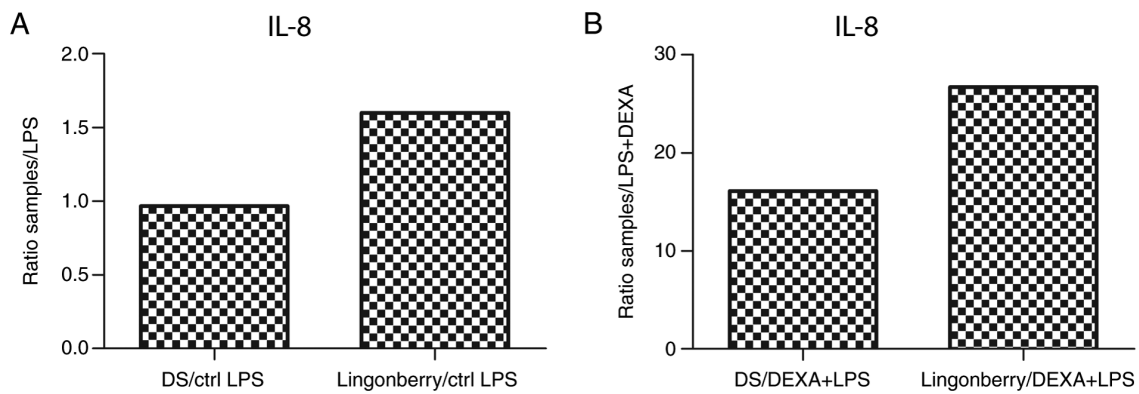 A
IL-8
Ratio samples/LPS
2.0
1.5
1.0
0.5
0.0
DS/ctrl LPS
Lingonberry/ctrl LPS
B
IL-8
Ratio samples/LPS+DEXA
30
20
10
0
DS/DEXA+LPS
Lingonberry/DEXA+LPS